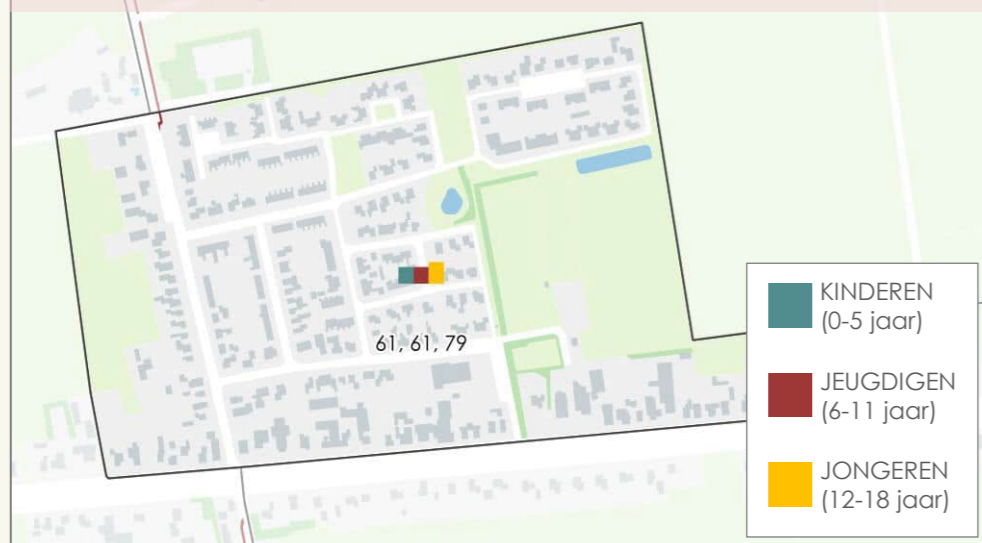 61, 61, 79
KINDEREN
(0-5 jaar)
JEUGDIGEN
(6-11 jaar)
JONGEREN
(12-18 jaar)